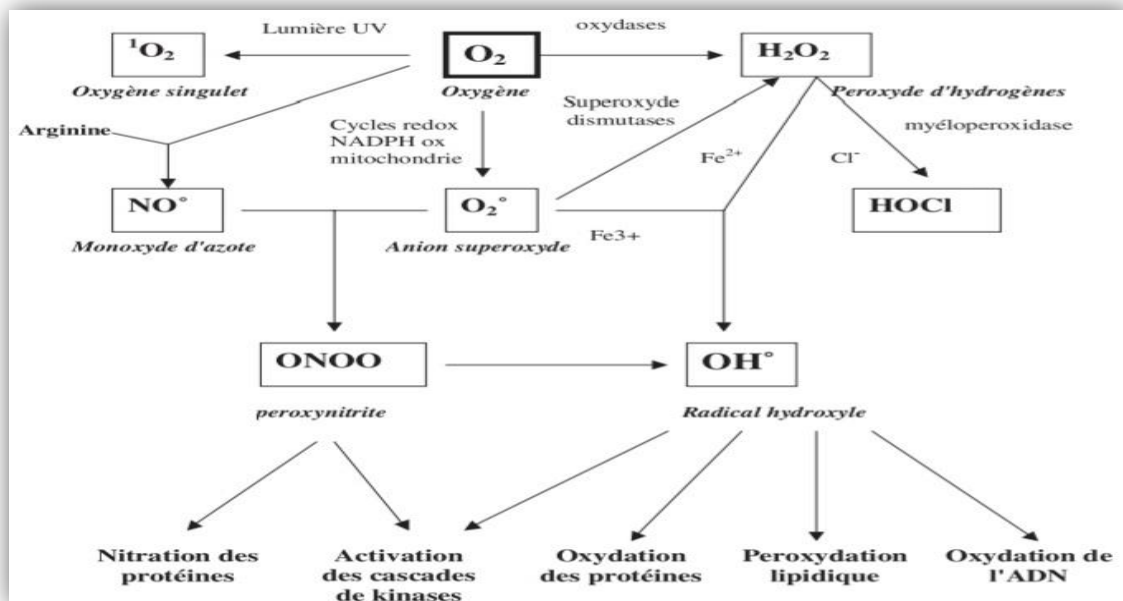 Lumière UV
oxydases
¹O₂
O₂
H₂O₂
Oxygène singulet
Oxygène
Peroxyde d'hydrogènes
Arginine
Cycles redox
NADPH ox
mitochondrie
Superoxyde
dismutases
myéloperoxidase
Fe²⁺
Cl⁻
NO°
O₂°
HOCl
Monoxyde d'azote
Anion superoxyde
Fe3+
ONOO
OH°
peroxynitrite
Radical hydroxyle
Nitration des
protéines
Activation
des cascades
de kinases
Oxydation
des protéines
Peroxydation
lipidique
Oxydation de
l'ADN